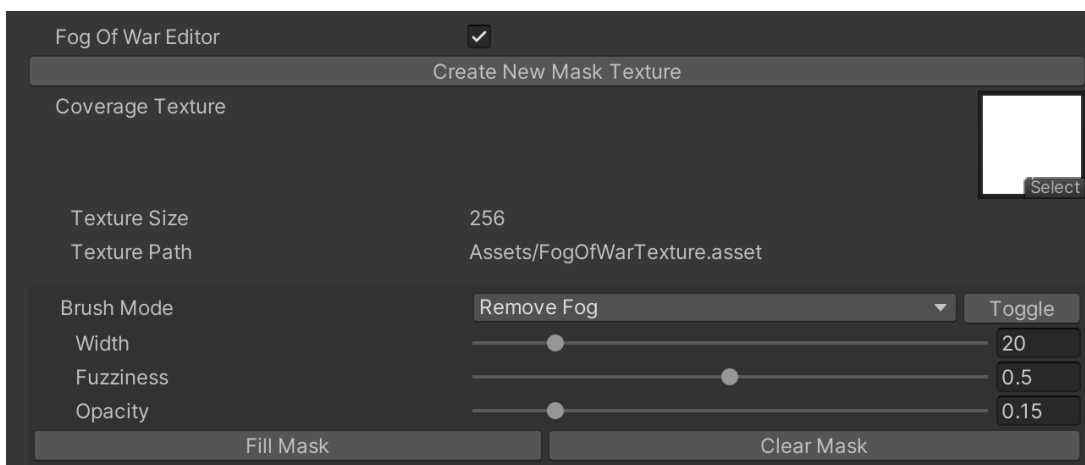 Fog Of War Editor
Create New Mask Texture
Coverage Texture
Select
Texture Size 256
Texture Path Assets/FogOfWarTexture.asset
Brush Mode Remove Fog Toggle
Width 20
Fuzziness 0.5
Opacity 0.15
Fill Mask Clear Mask